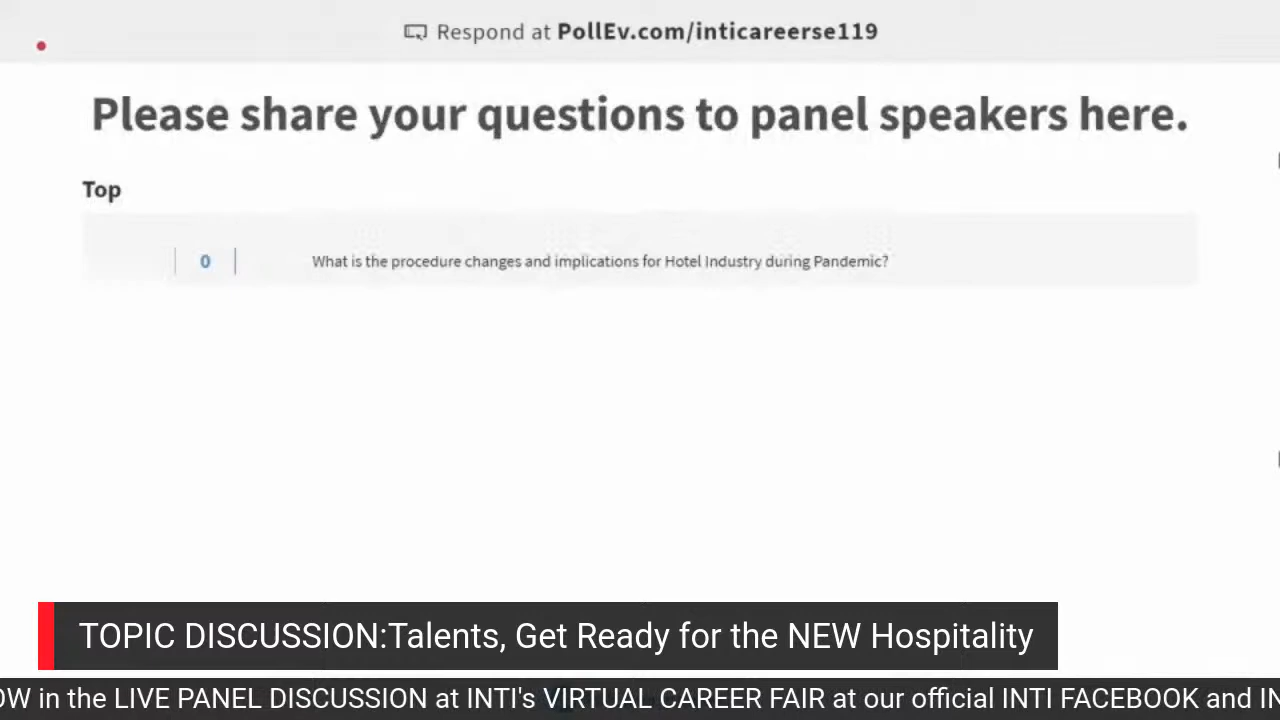 Respond at PollEv.com/inticareerse119
Please share your questions to panel speakers here.
Top
0 What is the procedure changes and implications for Hotel Industry during Pandemic?
TOPIC DISCUSSION:Talents, Get Ready for the NEW Hospitality
in the LIVE PANEL DISCUSSION at INTI's VIRTUAL CAREER FAIR at our official INTI FACEBOOK and